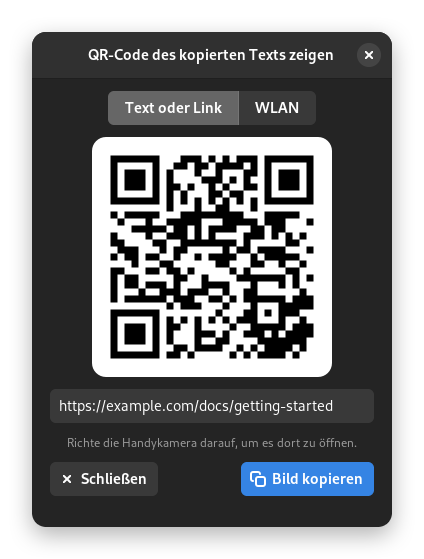 QR-Code des kopierten Texts zeigen
Text oder Link
WLAN
https://example.com/docs/getting-started
Richte die Handykamera darauf, um es dort zu öffnen.
Schließen
Bild kopieren